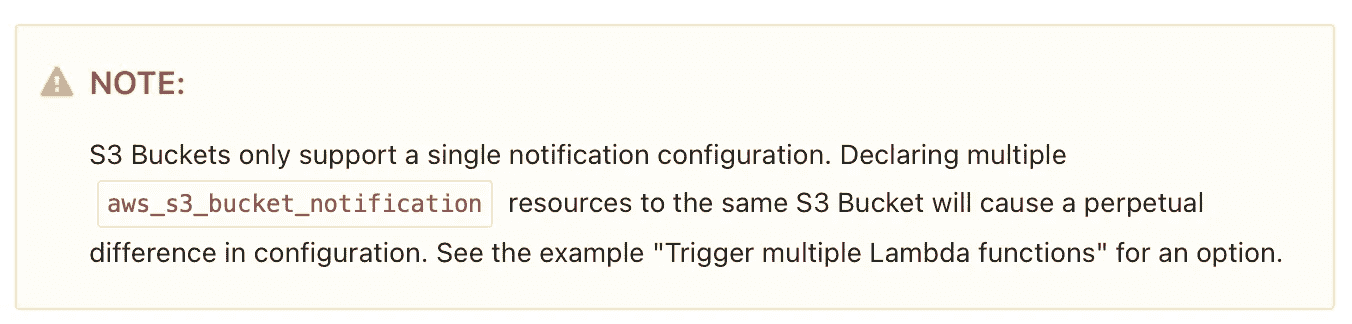 NOTE:
S3 Buckets only support a single notification configuration. Declaring multiple
aws_s3_bucket_notification resources to the same S3 Bucket will cause a perpetual
difference in configuration. See the example "Trigger multiple Lambda functions" for an option.